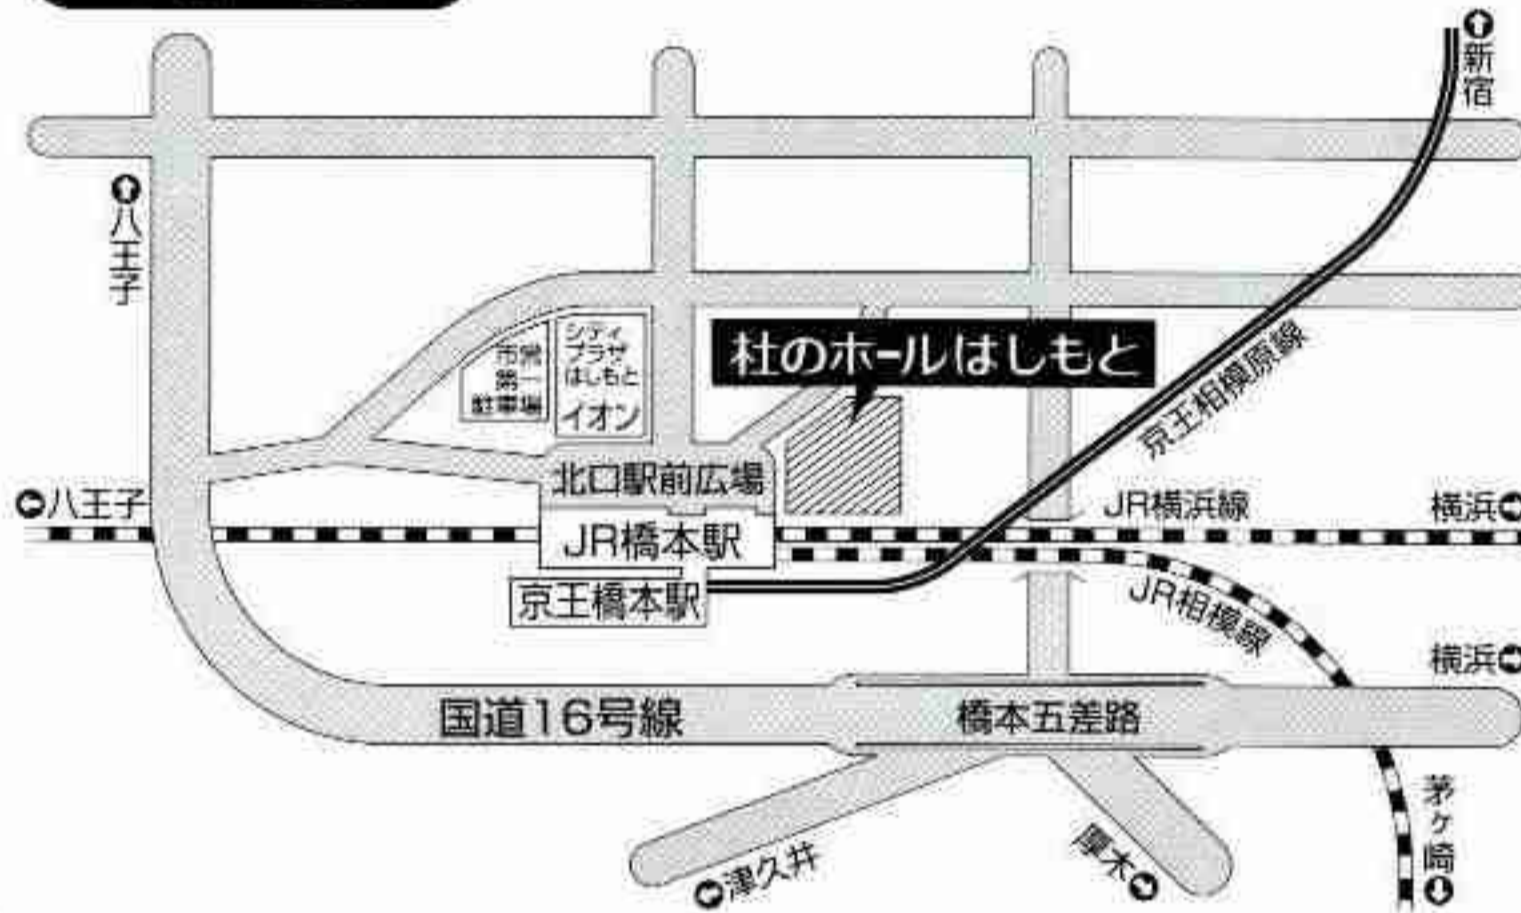 新宿
八王子
シティ
プラザ
はしもと
イオン
市営
第一
駐車場
杜のホールはしもと
京王相模原線
北口駅前広場
八王子
JR横浜線
横浜
JR橋本駅
京王橋本駅
JR相模線
横浜
国道16号線
橋本五差路
茅ヶ崎
津久井
厚木